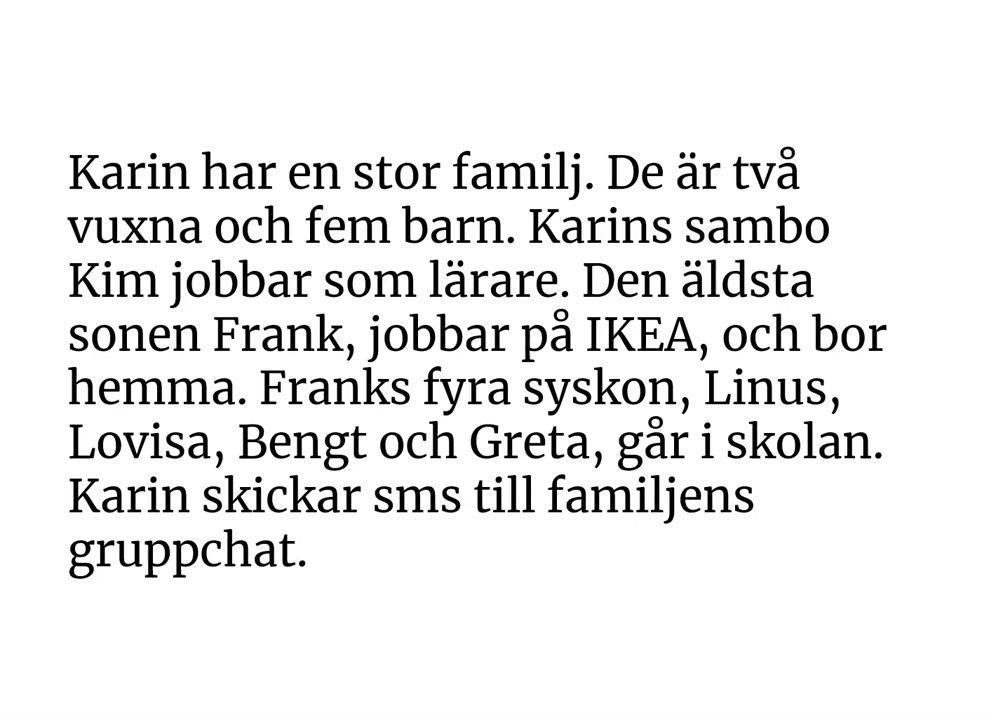 Karin har en stor familj. De är två
vuxna och fem barn. Karins sambo
Kim jobbar som lärare. Den äldsta
sonen Frank, jobbar på IKEA, och bor
hemma. Franks fyra syskon, Linus,
Lovisa, Bengt och Greta, går i skolan.
Karin skickar sms till familjens
gruppchat.